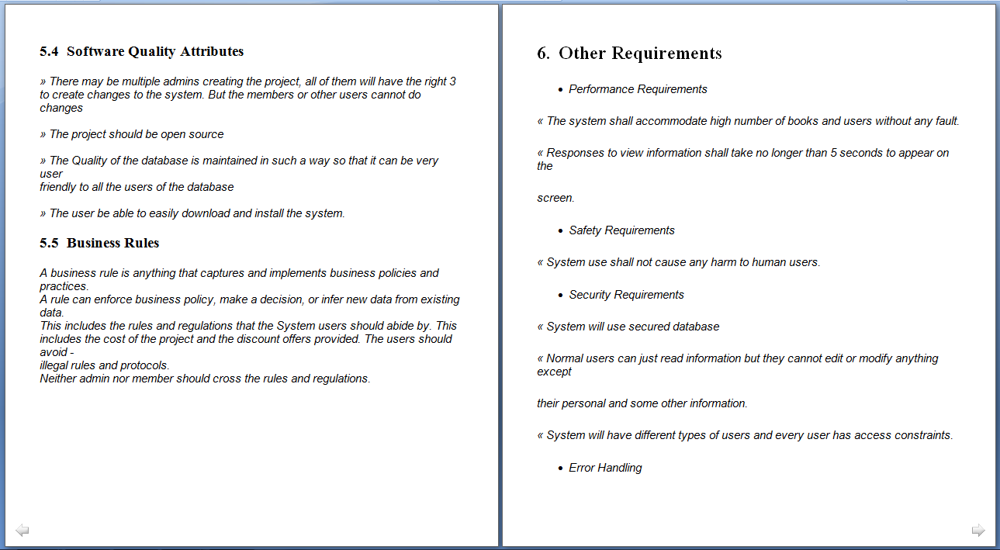 5.4 Software Quality Attributes
» There may be multiple admins creating the project, all of them will have the right 3
to create changes to the system. But the members or other users cannot do
changes
» The project should be open source
» The Quality of the database is maintained in such a way so that it can be very
user
friendly to all the users of the database
» The user be able to easily download and install the system.
5.5 Business Rules
A business rule is anything that captures and implements business policies and
practices.
A rule can enforce business policy, make a decision, or infer new data from existing
data.
This includes the rules and regulations that the System users should abide by. This
includes the cost of the project and the discount offers provided. The users should
avoid -
illegal rules and protocols.
Neither admin nor member should cross the rules and regulations.
6. Other Requirements
• Performance Requirements
« The system shall accommodate high number of books and users without any fault.
« Responses to view information shall take no longer than 5 seconds to appear on
the
screen.
• Safety Requirements
« System use shall not cause any harm to human users.
• Security Requirements
« System will use secured database
« Normal users can just read information but they cannot edit or modify anything
except
their personal and some other information.
« System will have different types of users and every user has access constraints.
• Error Handling